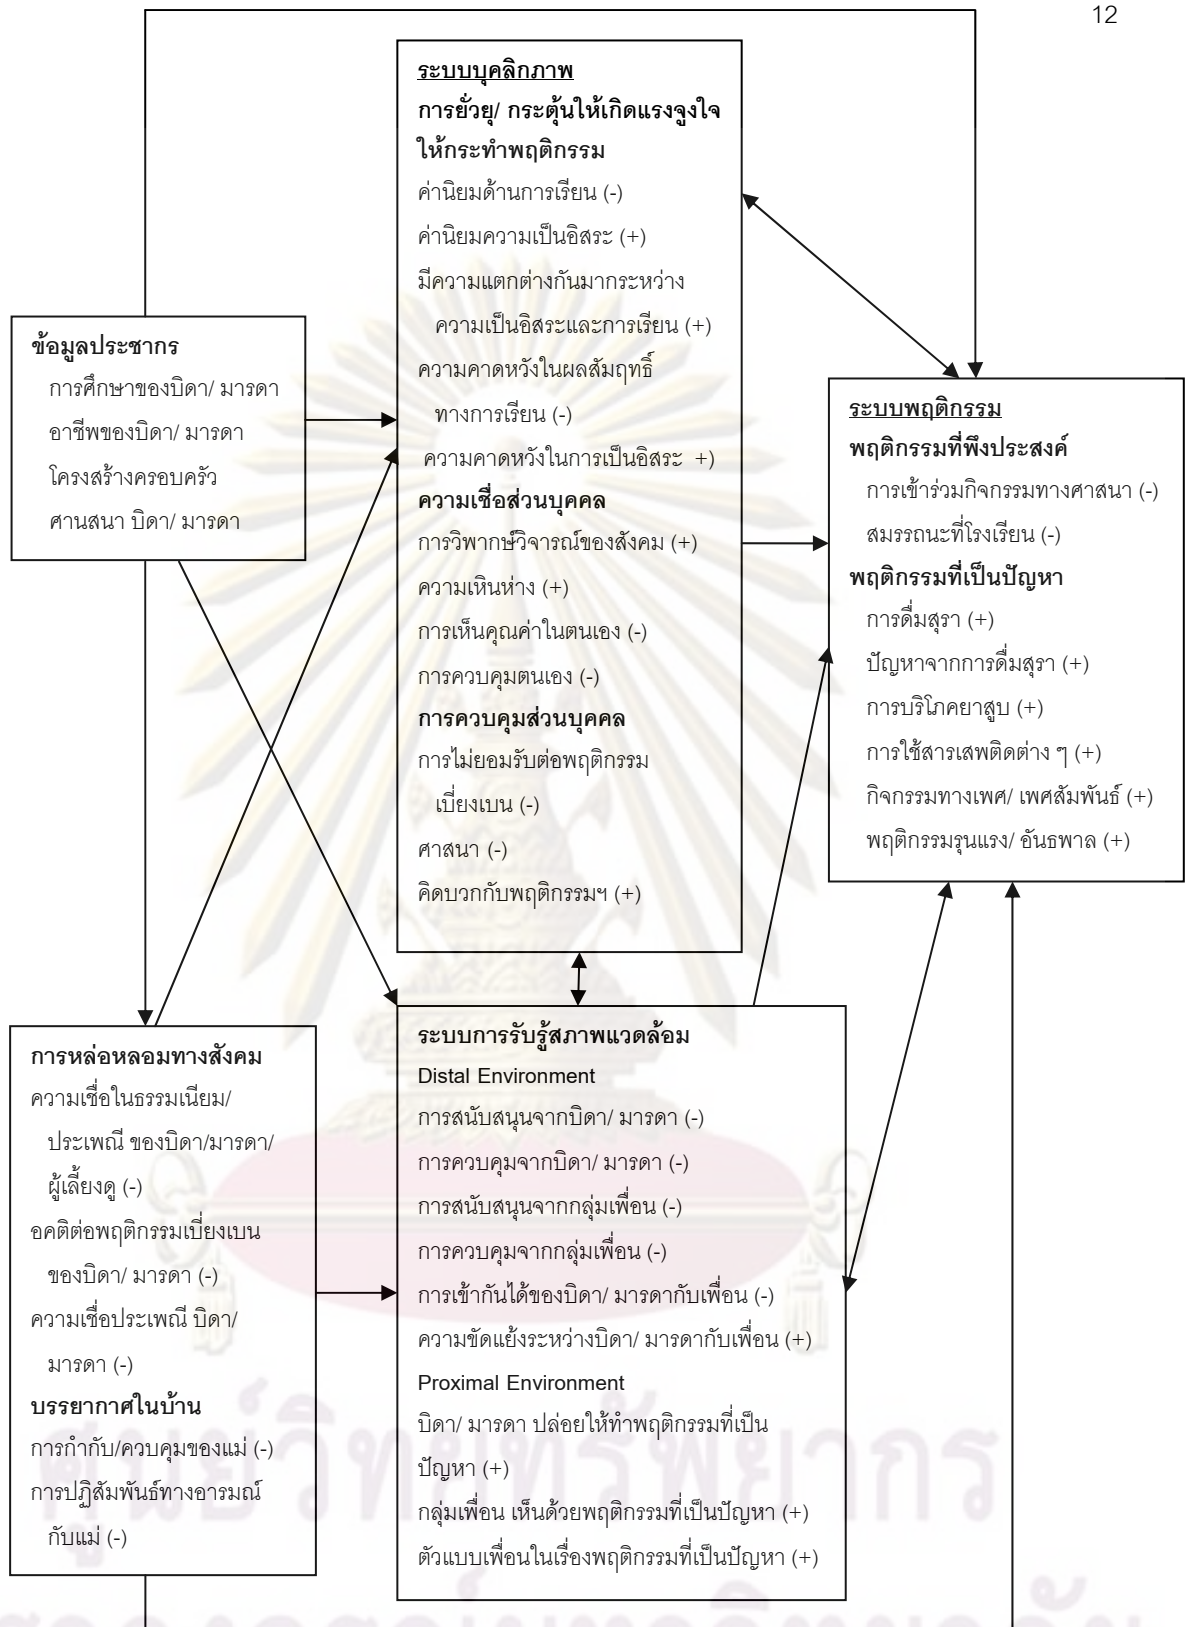 12
ระบบบุคลิกภาพ
การยั่วยุ/ กระตุ้นให้เกิดแรงจูงใจ
ให้กระทำพฤติกรรม
ค่านิยมด้านการเรียน (-)
ค่านิยมความเป็นอิสระ (+)
มีความแตกต่างกันมากระหว่าง
ความเป็นอิสระและการเรียน (+)
ความคาดหวังในผลสัมฤทธิ์
ทางการเรียน (-)
ความคาดหวังในการเป็นอิสระ +)
ความเชื่อส่วนบุคคล
การวิพากษ์วิจารณ์ของสังคม (+)
ความเหินห่าง (+)
การเห็นคุณค่าในตนเอง (-)
การควบคุมตนเอง (-)
การควบคุมส่วนบุคคล
การไม่ยอมรับต่อพฤติกรรม
เบี่ยงเบน (-)
ศาสนา (-)
คิดบวกกับพฤติกรรมฯ (+)
ข้อมูลประชากร
การศึกษาของบิดา/ มารดา
อาชีพของบิดา/ มารดา
โครงสร้างครอบครัว
ศานสนา บิดา/ มารดา
ระบบพฤติกรรม
พฤติกรรมที่พึงประสงค์
การเข้าร่วมกิจกรรมทางศาสนา (-)
สมรรถนะที่โรงเรียน (-)
พฤติกรรมที่เป็นปัญหา
การดื่มสุรา (+)
ปัญหาจากการดื่มสุรา (+)
การบริโภคยาสูบ (+)
การใช้สารเสพติดต่าง ๆ (+)
กิจกรรมทางเพศ/ เพศสัมพันธ์ (+)
พฤติกรรมรุนแรง/ อันธพาล (+)
การหล่อหลอมทางสังคม
ความเชื่อในธรรมเนียม/
ประเพณี ของบิดา/มารดา/
ผู้เลี้ยงดู (-)
อคติต่อพฤติกรรมเบี่ยงเบน
ของบิดา/ มารดา (-)
ความเชื่อประเพณี บิดา/
มารดา (-)
บรรยากาศในบ้าน
การกำกับ/ควบคุมของแม่ (-)
การปฏิสัมพันธ์ทางอารมณ์
กับแม่ (-)
ระบบการรับรู้สภาพแวดล้อม
Distal Environment
การสนับสนุนจากบิดา/ มารดา (-)
การควบคุมจากบิดา/ มารดา (-)
การสนับสนุนจากกลุ่มเพื่อน (-)
การควบคุมจากกลุ่มเพื่อน (-)
การเข้ากันได้ของบิดา/ มารดากับเพื่อน (-)
ความขัดแย้งระหว่างบิดา/ มารดากับเพื่อน (+)
Proximal Environment
บิดา/ มารดา ปล่อยให้ทำพฤติกรรมที่เป็น
ปัญหา (+)
กลุ่มเพื่อน เห็นด้วยพฤติกรรมที่เป็นปัญหา (+)
ตัวแบบเพื่อนในเรื่องพฤติกรรมที่เป็นปัญหา (+)
ศูนย์วิทยทรัพยากร